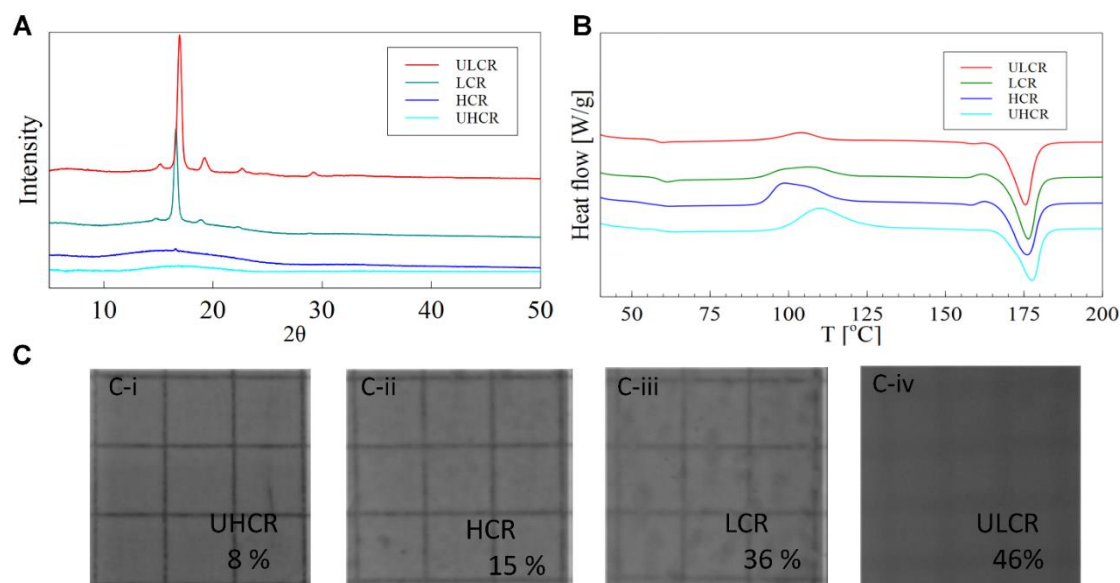 A
Intensity
ULCR
LCR
HCR
UHCR
10
20
30
40
50
2θ
B
Heat flow [W/g]
ULCR
LCR
HCR
UHCR
50
75
100
125
150
175
200
T [°C]
C
C-i
UHCR
8 %
C-ii
HCR
15 %
C-iii
LCR
36 %
C-iv
ULCR
46%